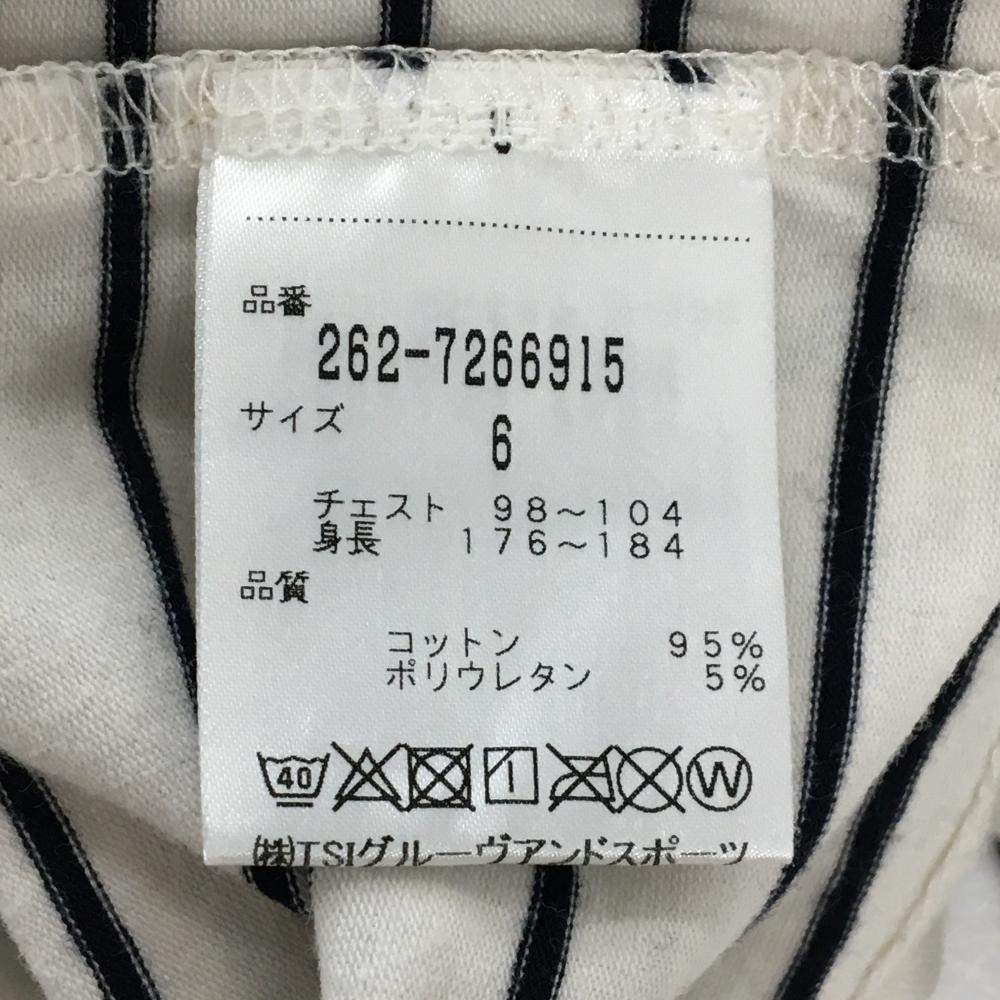 品番
262-7266915
サイズ
6
チェスト 98～104
身長 176～184
品質
コットン 95%
ポリウレタン 5%
40 W
㈱TSIグルーヴアンドスポーツ